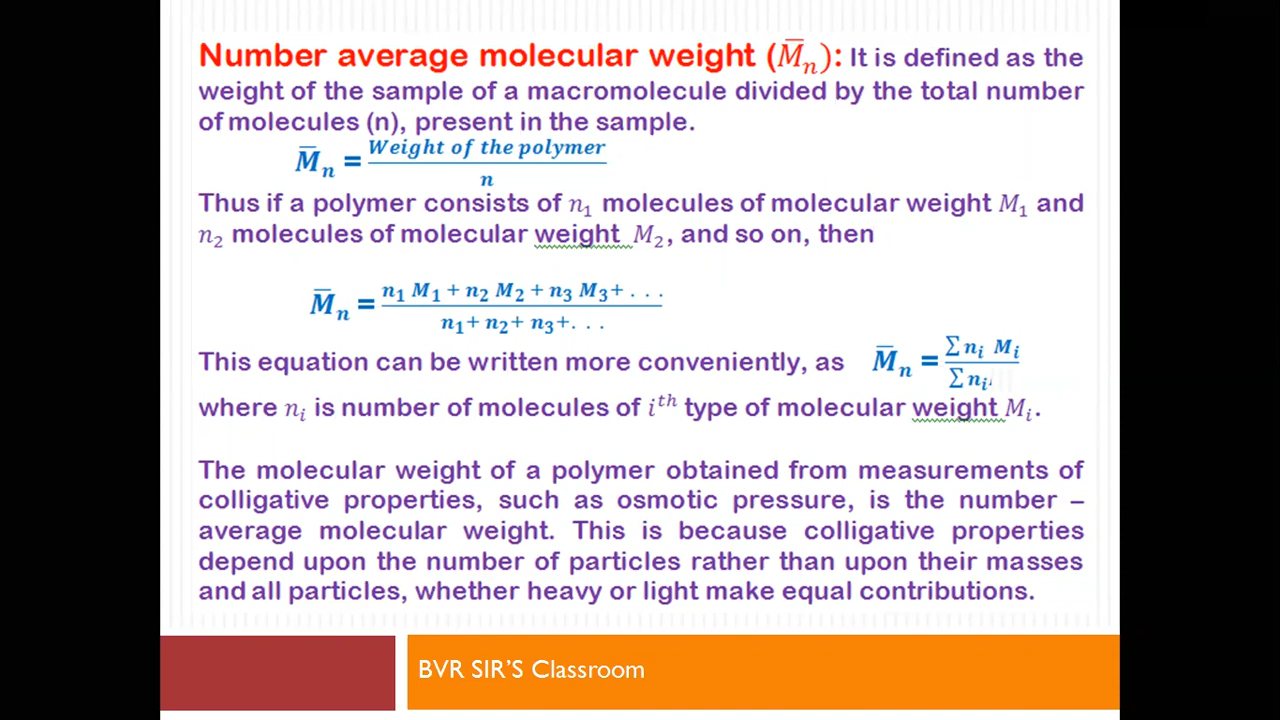 Number average molecular weight (M̅ₙ): It is defined as the
weight of the sample of a macromolecule divided by the total number
of molecules (n), present in the sample.
M̅ₙ = Weight of the polymer / n
Thus if a polymer consists of n₁ molecules of molecular weight M₁ and
n₂ molecules of molecular weight M₂, and so on, then
M̅ₙ = n₁ M₁ + n₂ M₂ + n₃ M₃ + . . . / n₁ + n₂ + n₃ + . . .
This equation can be written more conveniently, as M̅ₙ = ∑ nᵢ Mᵢ / ∑ nᵢ
where nᵢ is number of molecules of iᵗʰ type of molecular weight Mᵢ.
The molecular weight of a polymer obtained from measurements of
colligative properties, such as osmotic pressure, is the number –
average molecular weight. This is because colligative properties
depend upon the number of particles rather than upon their masses
and all particles, whether heavy or light make equal contributions.
BVR SIR'S Classroom